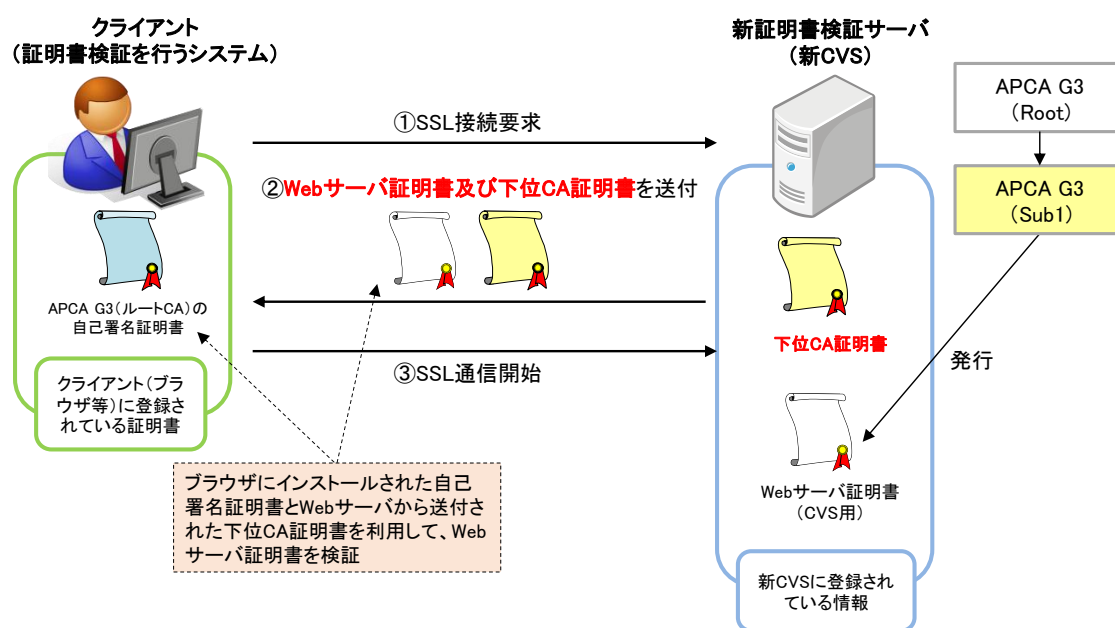 クライアント
（証明書検証を行うシステム）
新証明書検証サーバ
（新CVS）
APCA G3
（Root）
①SSL接続要求
②Webサーバ証明書及び下位CA証明書を送付
APCA G3
（Sub1）
APCA G3（ルートCA）の
自己署名証明書
下位CA証明書
発行
③SSL通信開始
クライアント（ブラ
ウザ等）に登録さ
れている証明書
ブラウザにインストールされた自己
署名証明書とWebサーバから送付さ
れた下位CA証明書を利用して、Web
サーバ証明書を検証
Webサーバ証明書
（CVS用）
新CVSに登録され
ている情報